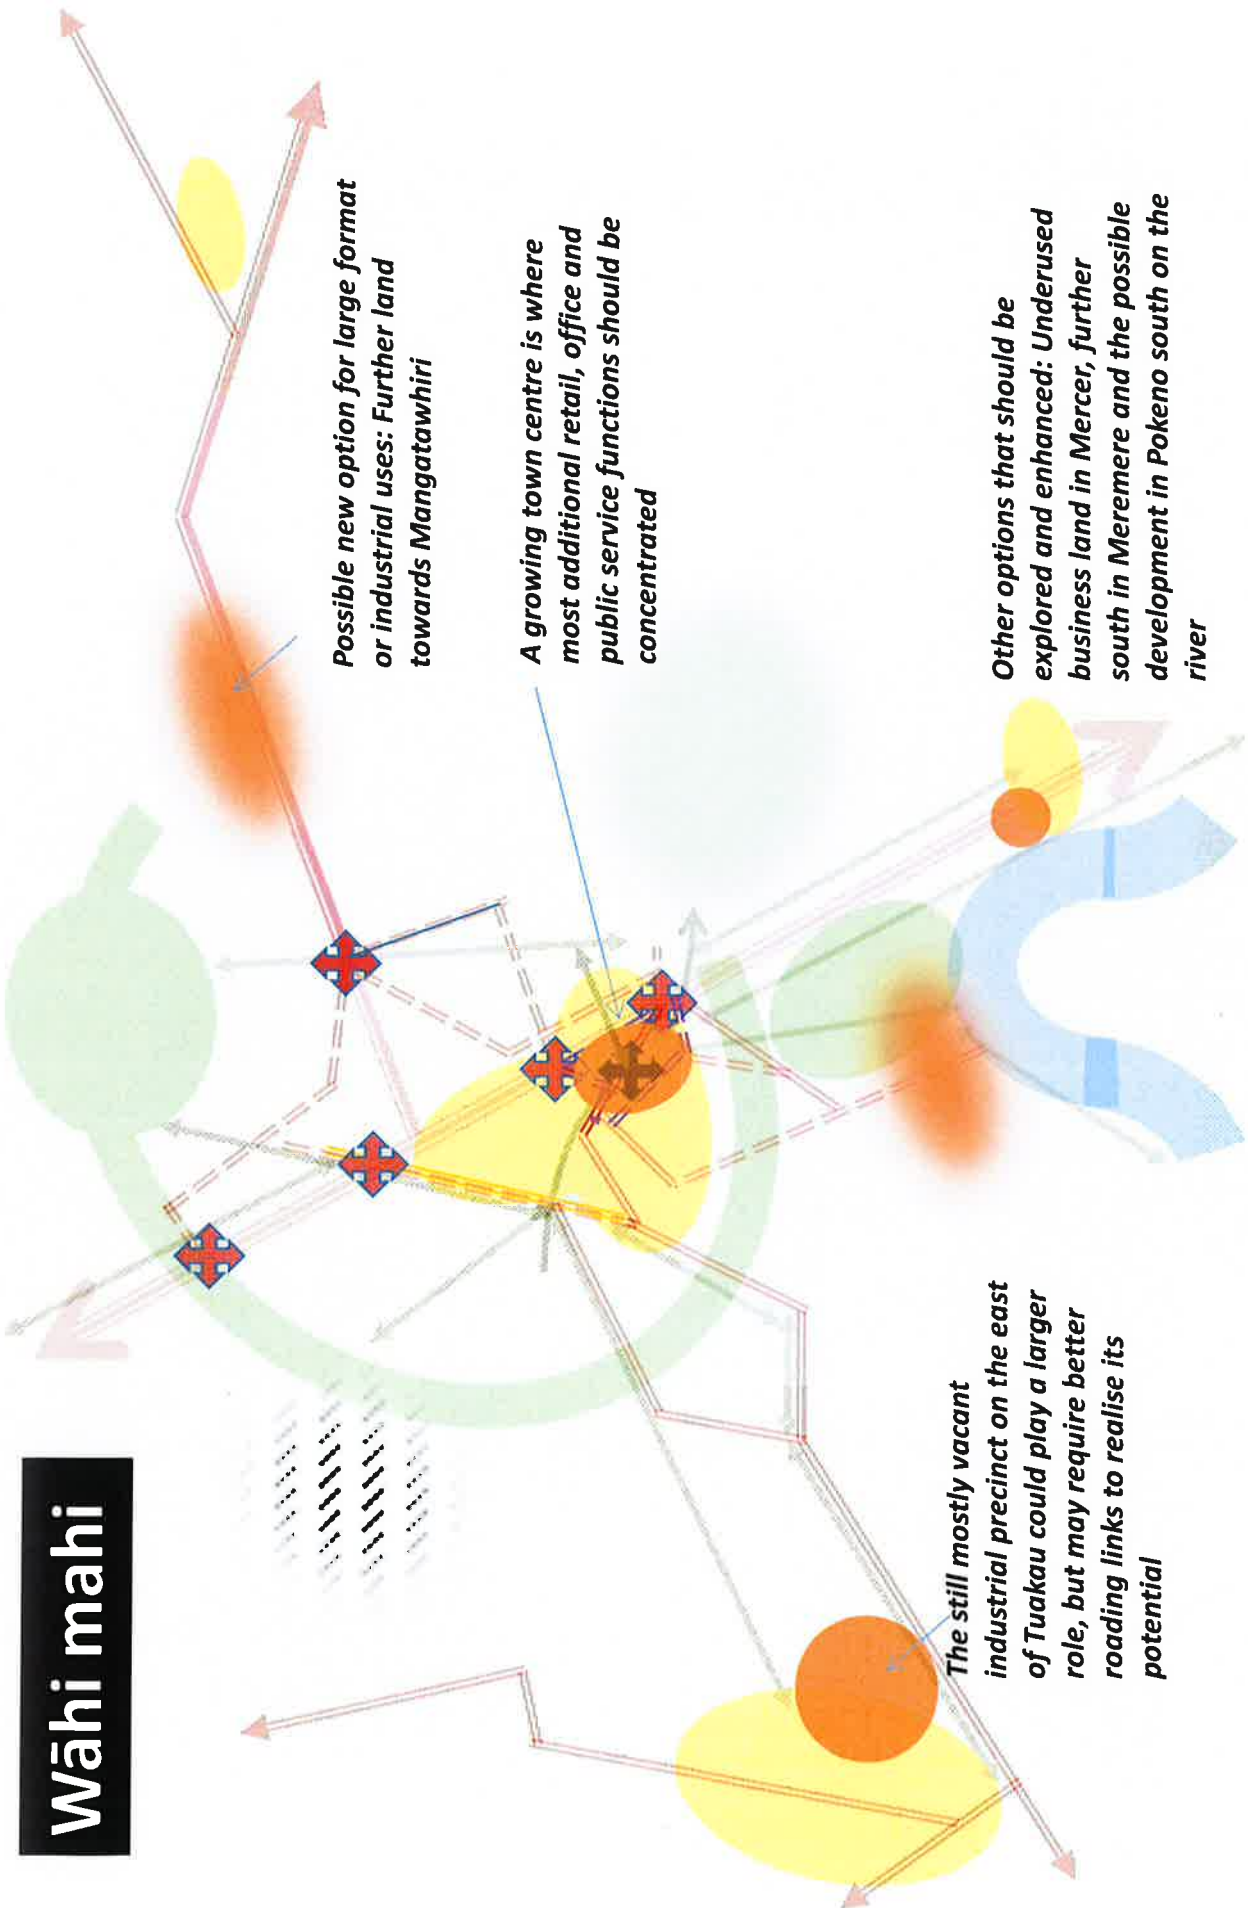 Wāhi mahi
Possible new option for large format
or industrial uses: Further land
towards Mangatawhiri
A growing town centre is where
most additional retail, office and
public service functions should be
concentrated
Other options that should be
explored and enhanced: Underused
business land in Mercer, further
south in Meremere and the possible
development in Pokeno south on the
river
The still mostly vacant
industrial precinct on the east
of Tuakau could play a larger
role, but may require better
roading links to realise its
potential